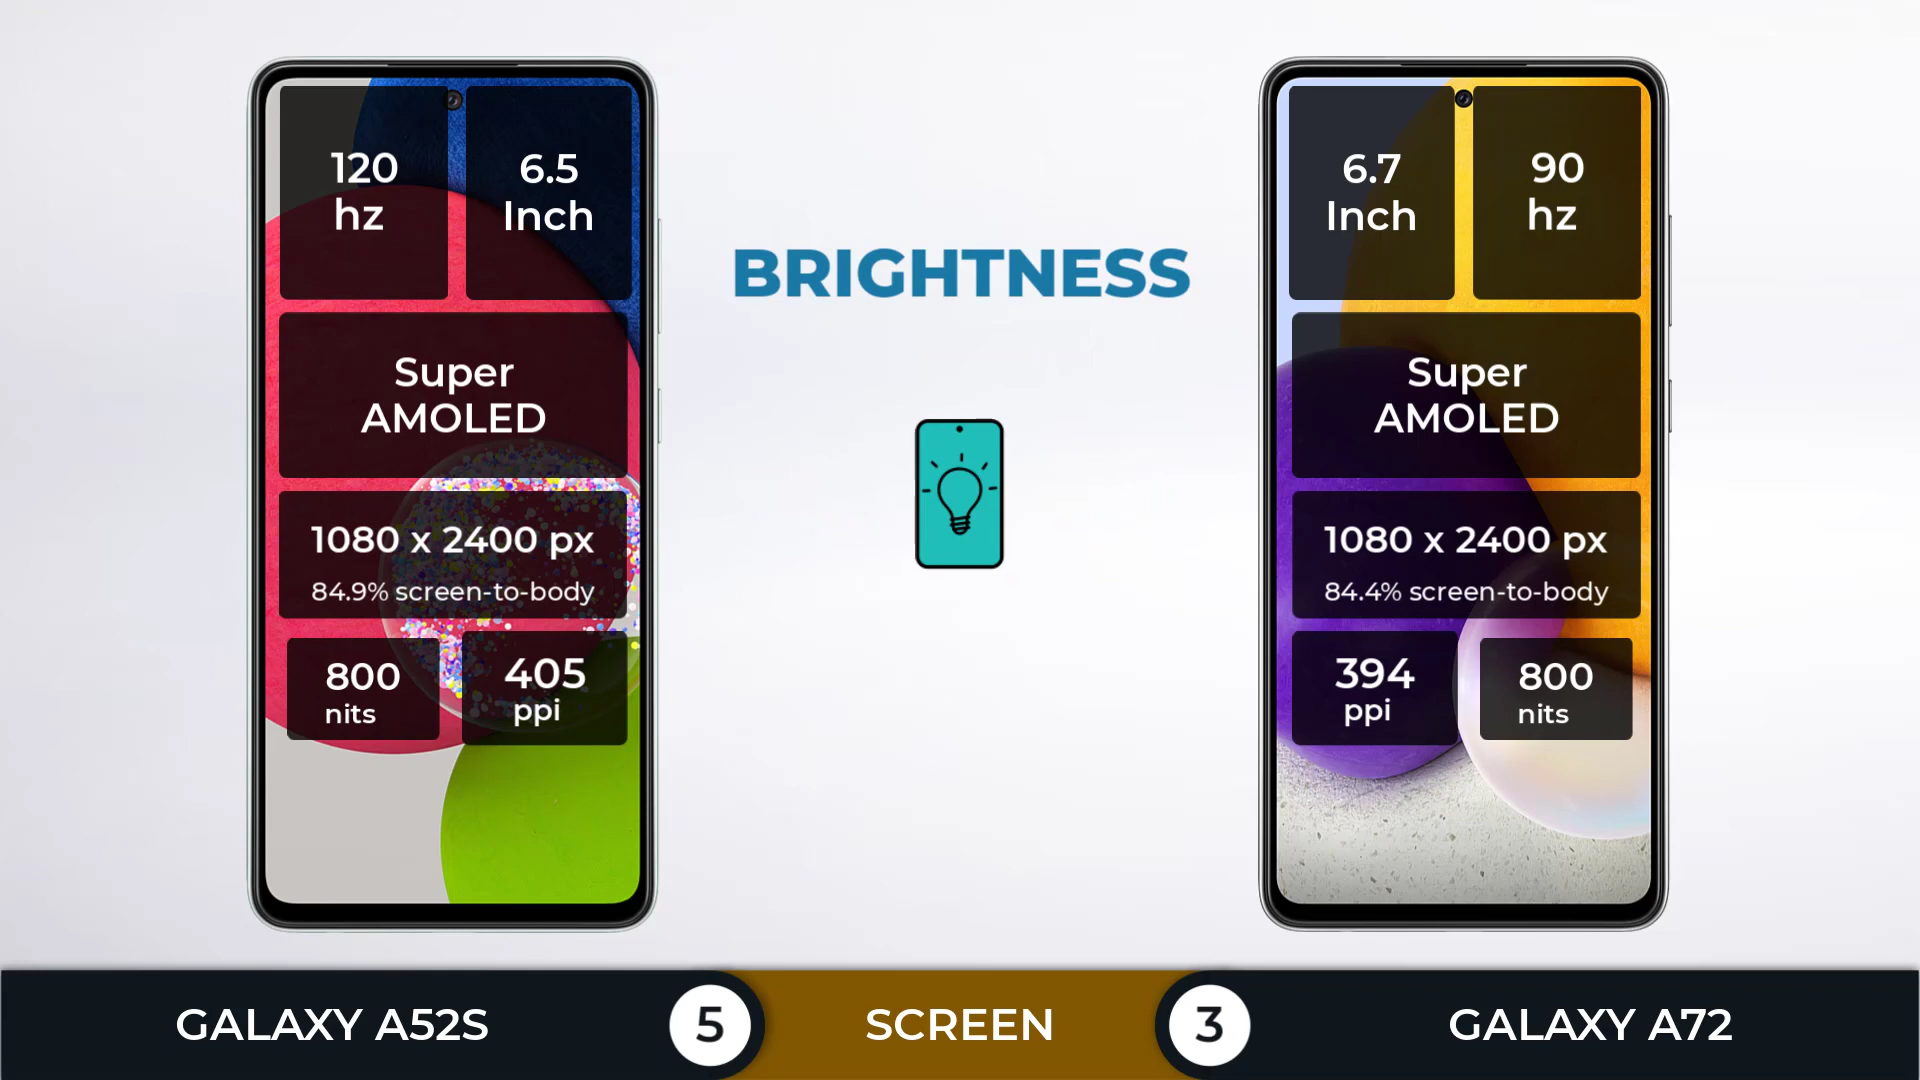 120
hz
6.5
Inch
Super
AMOLED
1080 x 2400 px
84.9% screen-to-body
800
nits
405
ppi
BRIGHTNESS
6.7
Inch
90
hz
Super
AMOLED
1080 x 2400 px
84.4% screen-to-body
394
ppi
800
nits
GALAXY A52S
5
SCREEN
3
GALAXY A72